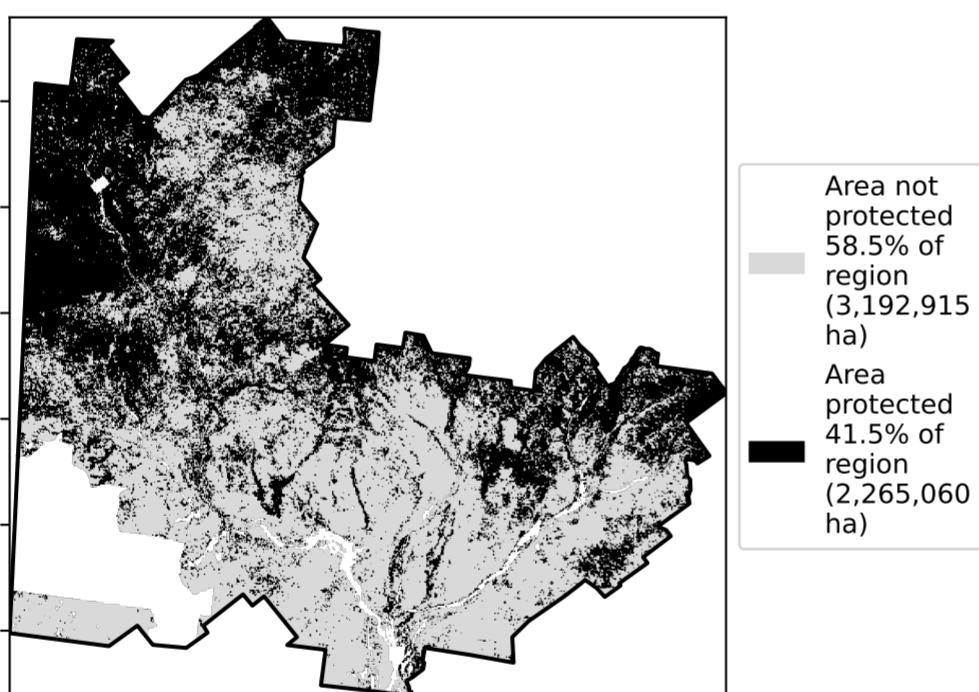 Area not
protected
58.5% of
region
(3,192,915
ha)
Area
protected
41.5% of
region
(2,265,060
ha)